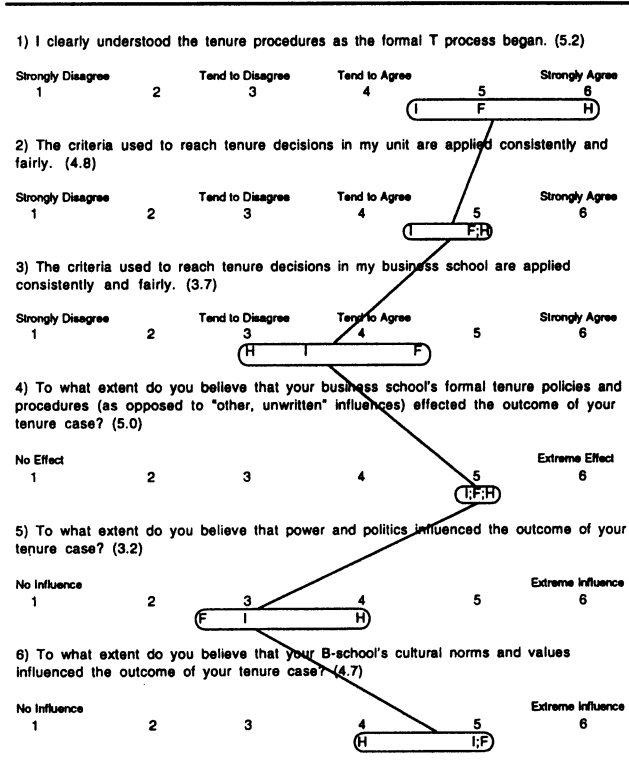 1) I clearly understood the tenure procedures as the formal T process began. (5.2)
Strongly Disagree Tend to Disagree Tend to Agree Strongly Agree
1 2 3 4 5 6
I F H
2) The criteria used to reach tenure decisions in my unit are applied consistently and
fairly. (4.8)
Strongly Disagree Tend to Disagree Tend to Agree Strongly Agree
1 2 3 4 5 6
I F;H
3) The criteria used to reach tenure decisions in my business school are applied
consistently and fairly. (3.7)
Strongly Disagree Tend to Disagree Tend to Agree Strongly Agree
1 2 3 4 5 6
H I F
4) To what extent do you believe that your business school's formal tenure policies and
procedures (as opposed to "other, unwritten" influences) effected the outcome of your
tenure case? (5.0)
No Effect Extreme Effect
1 2 3 4 5 6
I;F;H
5) To what extent do you believe that power and politics influenced the outcome of your
tenure case? (3.2)
No Influence Extreme Influence
1 2 3 4 5 6
F I H
6) To what extent do you believe that your B-school's cultural norms and values
influenced the outcome of your tenure case? (4.7)
No Influence Extreme Influence
1 2 3 4 5 6
H I;F